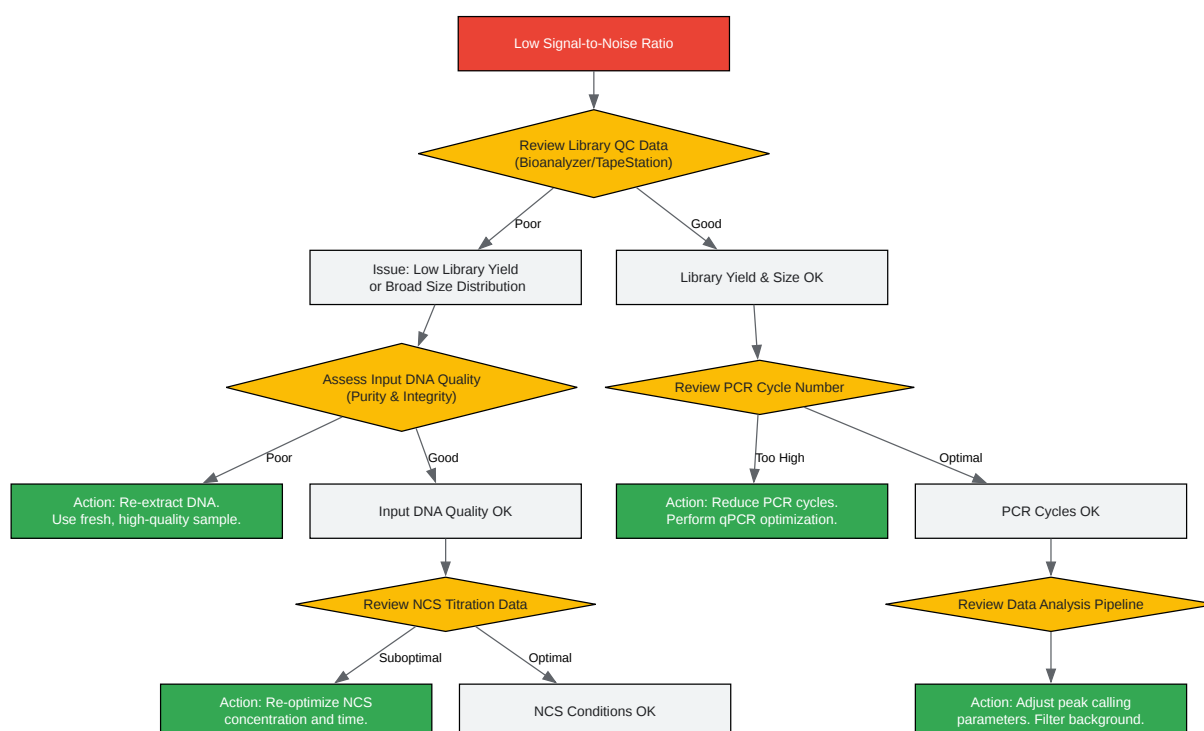 Low Signal-to-Noise Ratio
Review Library QC Data
(Bioanalyzer/TapeStation)
Poor
Good
Issue: Low Library Yield
or Broad Size Distribution
Library Yield & Size OK
Assess Input DNA Quality
(Purity & Integrity)
Review PCR Cycle Number
Poor
Good
Too High
Optimal
Action: Re-extract DNA.
Use fresh, high-quality sample.
Input DNA Quality OK
Action: Reduce PCR cycles.
Perform qPCR optimization.
PCR Cycles OK
Review NCS Titration Data
Review Data Analysis Pipeline
Suboptimal
Optimal
Action: Re-optimize NCS
concentration and time.
NCS Conditions OK
Action: Adjust peak calling
parameters. Filter background.